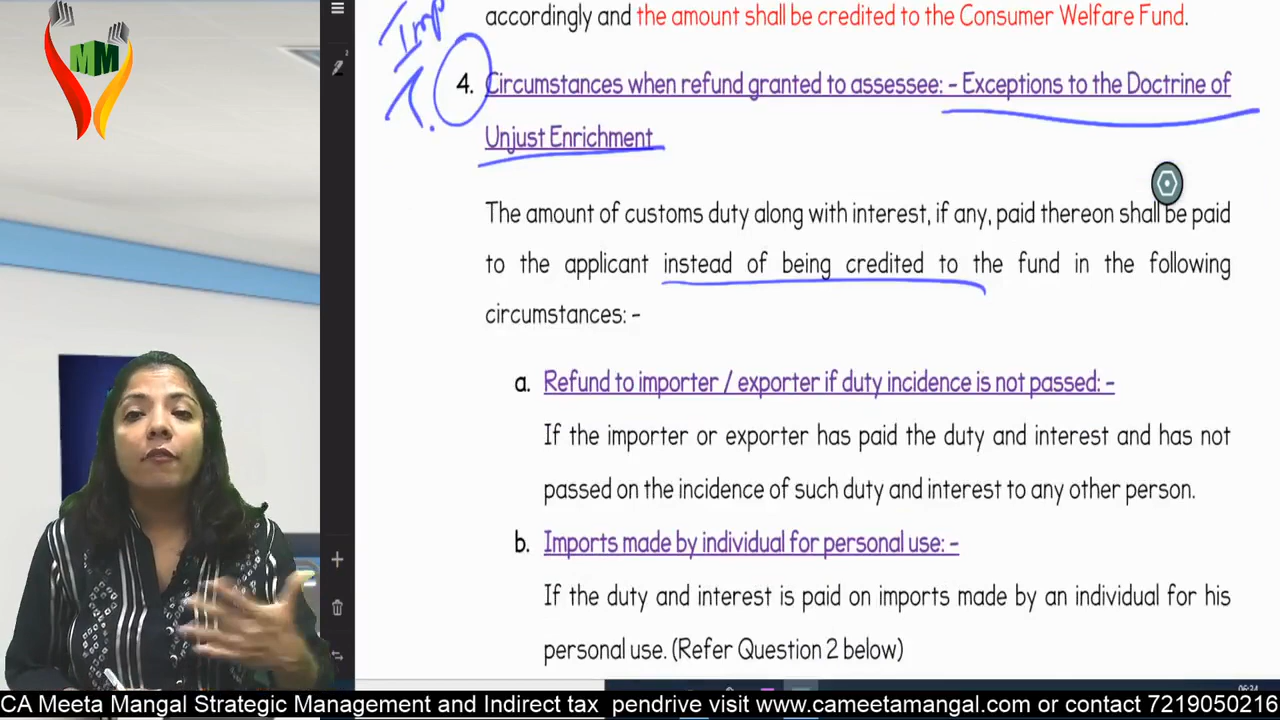 accordingly and the amount shall be credited to the Consumer Welfare Fund.
Imp
MM
4. Circumstances when refund granted to assessee: - Exceptions to the Doctrine of
Unjust Enrichment
The amount of customs duty along with interest, if any, paid thereon shall be paid
to the applicant instead of being credited to the fund in the following
circumstances: -
a. Refund to importer / exporter if duty incidence is not passed: -
If the importer or exporter has paid the duty and interest and has not
passed on the incidence of such duty and interest to any other person.
b. Imports made by individual for personal use: -
If the duty and interest is paid on imports made by an individual for his
personal use. (Refer Question 2 below)
CA Meeta Mangal Strategic Management and Indirect tax pendrive visit www.cameetamangal.com or contact 7219050216